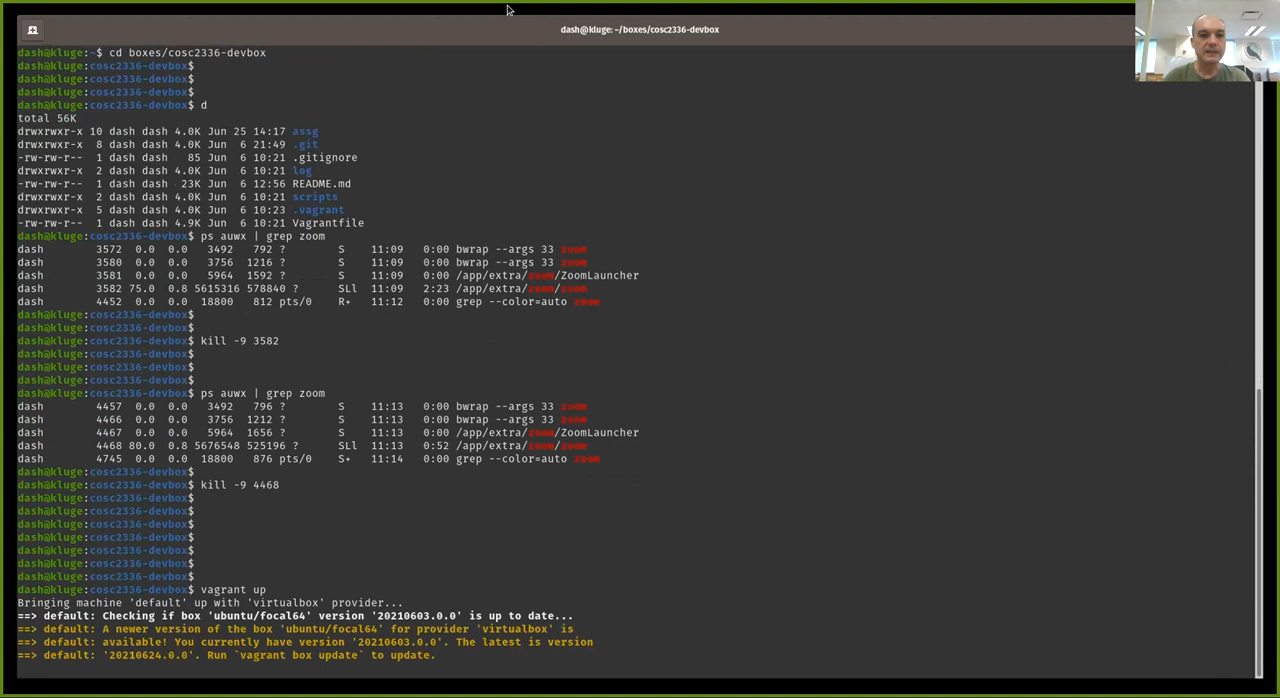 dash@kluge: ~/boxes/cosc2336-devbox
dash@kluge:~$ cd boxes/cosc2336-devbox
dash@kluge:cosc2336-devbox$
dash@kluge:cosc2336-devbox$
dash@kluge:cosc2336-devbox$
dash@kluge:cosc2336-devbox$ d
total 56K
drwxrwxr-x 10 dash dash 4.0K Jun 25 14:17 assg
drwxrwxr-x  8 dash dash 4.0K Jun  6 21:49 .git
-rw-rw-r--  1 dash dash   85 Jun  6 10:21 .gitignore
drwxrwxr-x  2 dash dash 4.0K Jun  6 10:21 log
-rw-rw-r--  1 dash dash  23K Jun  6 12:56 README.md
drwxrwxr-x  2 dash dash 4.0K Jun  6 10:21 scripts
drwxrwxr-x  5 dash dash 4.0K Jun  6 10:23 .vagrant
-rw-rw-r--  1 dash dash 4.9K Jun  6 10:21 Vagrantfile
dash@kluge:cosc2336-devbox$ ps auwx | grep zoom
dash        3572  0.0  0.0   3492   792 ?        S    11:09   0:00 bwrap --args 33 zoom
dash        3580  0.0  0.0   3756  1216 ?        S    11:09   0:00 bwrap --args 33 zoom
dash        3581  0.0  0.0   5964  1592 ?        S    11:09   0:00 /app/extra/zoom/ZoomLauncher
dash        3582 75.0  0.8 5615316 578840 ?      SLl  11:09   2:23 /app/extra/zoom/zoom
dash        4452  0.0  0.0  18800   812 pts/0    R+   11:12   0:00 grep --color=auto zoom
dash@kluge:cosc2336-devbox$
dash@kluge:cosc2336-devbox$
dash@kluge:cosc2336-devbox$ kill -9 3582
dash@kluge:cosc2336-devbox$
dash@kluge:cosc2336-devbox$
dash@kluge:cosc2336-devbox$
dash@kluge:cosc2336-devbox$ ps auwx | grep zoom
dash        4457  0.0  0.0   3492   796 ?        S    11:13   0:00 bwrap --args 33 zoom
dash        4466  0.0  0.0   3756  1212 ?        S    11:13   0:00 bwrap --args 33 zoom
dash        4467  0.0  0.0   5964  1656 ?        S    11:13   0:00 /app/extra/zoom/ZoomLauncher
dash        4468 80.0  0.8 5676548 525196 ?      SLl  11:13   0:52 /app/extra/zoom/zoom
dash        4745  0.0  0.0  18800   876 pts/0    S+   11:14   0:00 grep --color=auto zoom
dash@kluge:cosc2336-devbox$
dash@kluge:cosc2336-devbox$ kill -9 4468
dash@kluge:cosc2336-devbox$
dash@kluge:cosc2336-devbox$
dash@kluge:cosc2336-devbox$
dash@kluge:cosc2336-devbox$
dash@kluge:cosc2336-devbox$
dash@kluge:cosc2336-devbox$
dash@kluge:cosc2336-devbox$
dash@kluge:cosc2336-devbox$ vagrant up
Bringing machine 'default' up with 'virtualbox' provider...
==> default: Checking if box 'ubuntu/focal64' version '20210603.0.0' is up to date...
==> default: A newer version of the box 'ubuntu/focal64' for provider 'virtualbox' is
==> default: available! You currently have version '20210603.0.0'. The latest is version
==> default: '20210624.0.0'. Run `vagrant box update` to update.